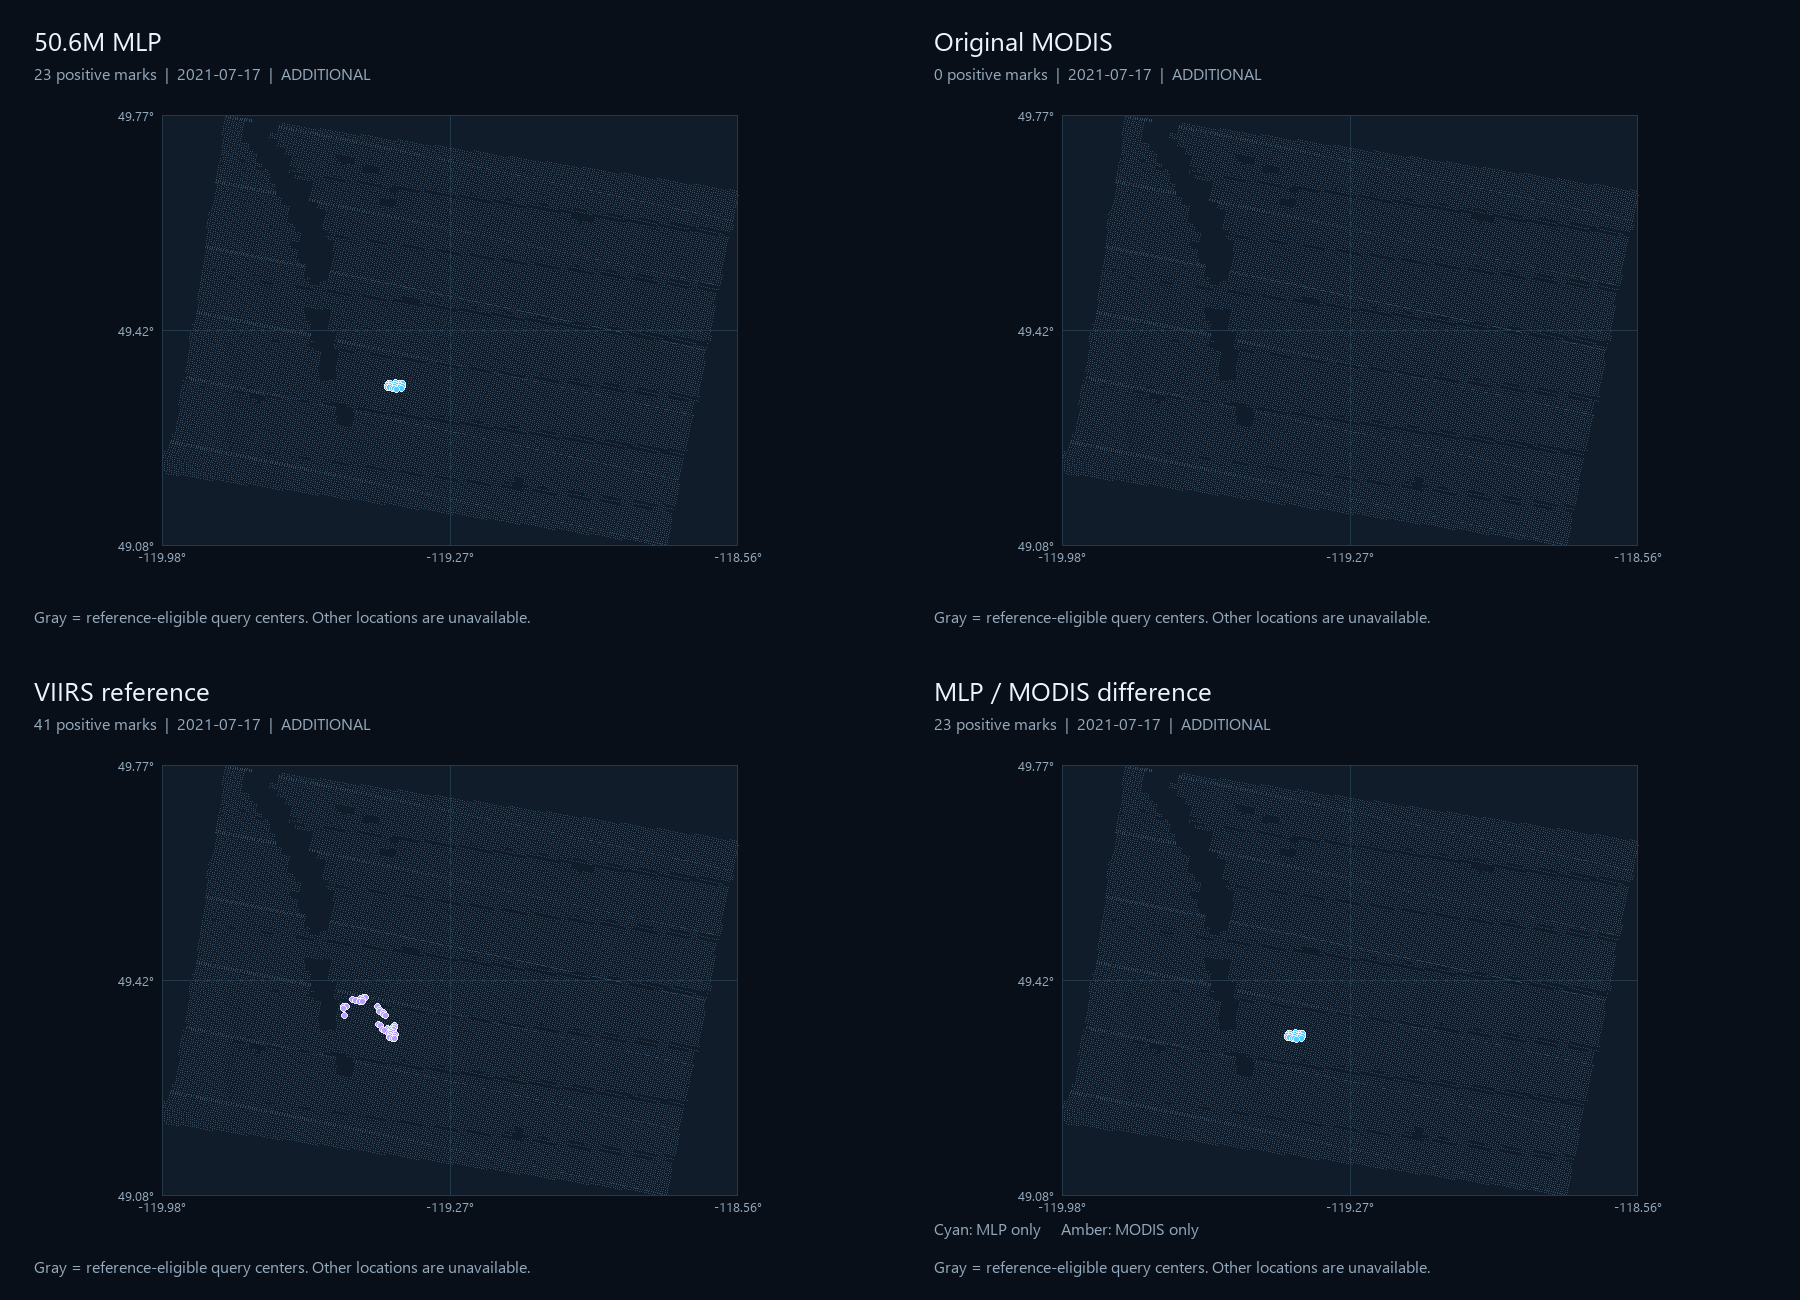 50.6M MLP
23 positive marks | 2021-07-17 | ADDITIONAL
49.77°
49.42°
49.08°
-119.98°
-119.27°
-118.56°
Gray = reference-eligible query centers. Other locations are unavailable.
Original MODIS
0 positive marks | 2021-07-17 | ADDITIONAL
49.77°
49.42°
49.08°
-119.98°
-119.27°
-118.56°
Gray = reference-eligible query centers. Other locations are unavailable.
VIIRS reference
41 positive marks | 2021-07-17 | ADDITIONAL
49.77°
49.42°
49.08°
-119.98°
-119.27°
-118.56°
Gray = reference-eligible query centers. Other locations are unavailable.
MLP / MODIS difference
23 positive marks | 2021-07-17 | ADDITIONAL
49.77°
49.42°
49.08°
-119.98°
-119.27°
-118.56°
Cyan: MLP only Amber: MODIS only
Gray = reference-eligible query centers. Other locations are unavailable.